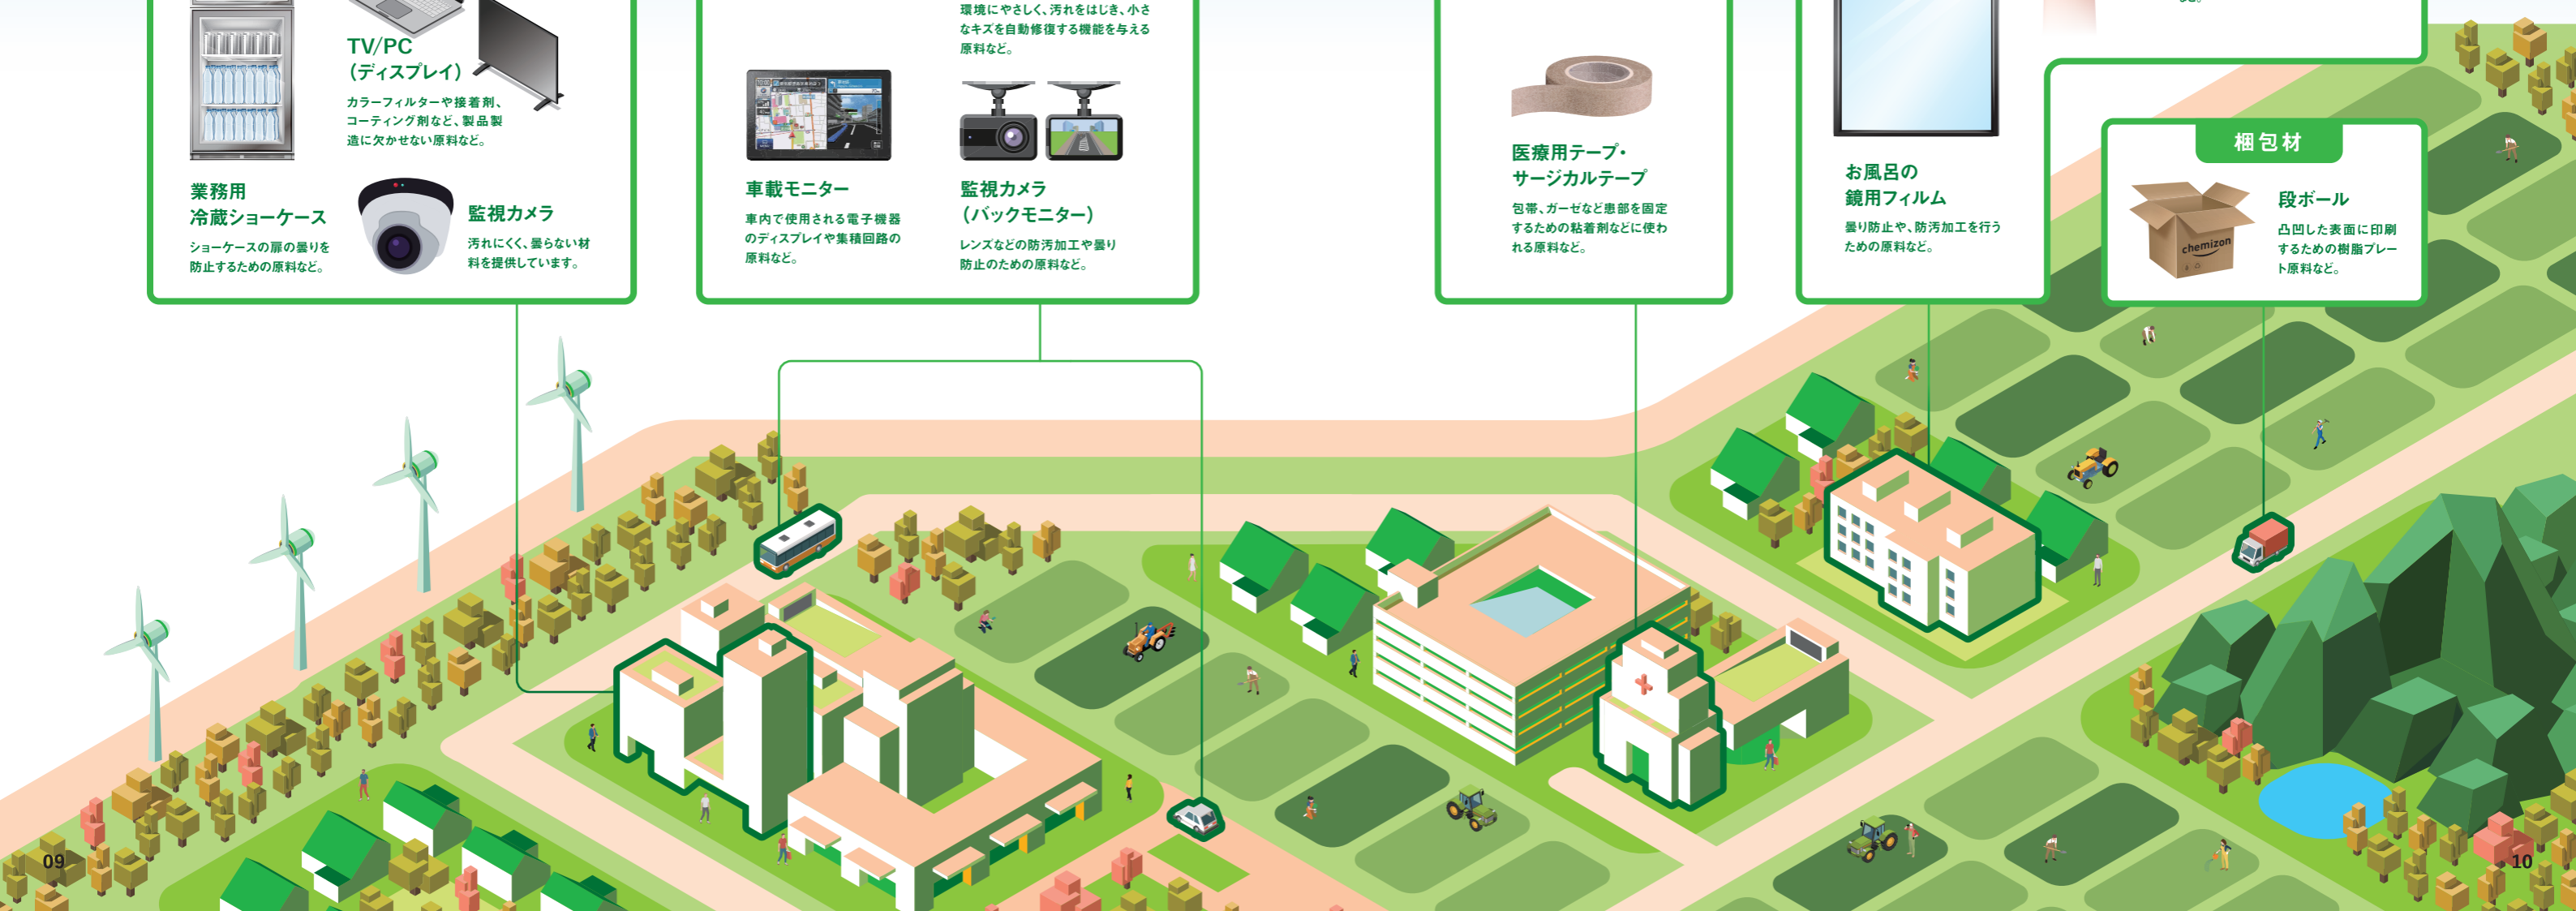 TV/PC
（ディスプレイ）
カラーフィルターや接着剤、
コーティング剤など、製品製
造に欠かせない原料など。
業務用
冷蔵ショーケース
ショーケースの扉の曇りを
防止するための原料など。
監視カメラ
汚れにくく、曇らない材
料を提供しています。
環境にやさしく、汚れをはじき、小さ
なキズを自動修復する機能を与える
原料など。
車載モニター
車内で使用される電子機器
のディスプレイや集積回路の
原料など。
監視カメラ
（バックモニター）
レンズなどの防汚加工や曇り
防止のための原料など。
医療用テープ・
サージカルテープ
包帯、ガーゼなど患部を固定
するための粘着剤などに使わ
れる原料など。
お風呂の
鏡用フィルム
曇り防止や、防汚加工を行う
ための原料など。
梱包材
chemizon
段ボール
凸凹した表面に印刷
するための樹脂プレー
ト原料など。
09
10